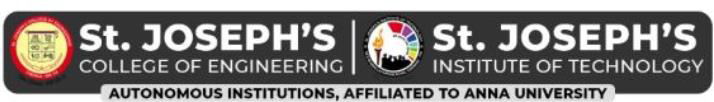 St. JOSEPH'S
COLLEGE OF ENGINEERING
St. JOSEPH'S
INSTITUTE OF TECHNOLOGY
AUTONOMOUS INSTITUTIONS, AFFILIATED TO ANNA UNIVERSITY